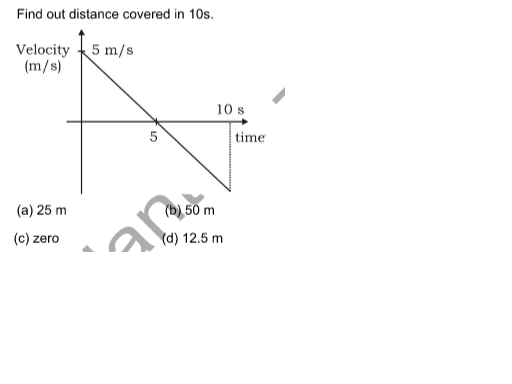 Find out distance covered in 10s.
Velocity 5 m/s
(m/s)
10 s
5 time
(a) 25 m (b) 50 m
(c) zero (d) 12.5 m